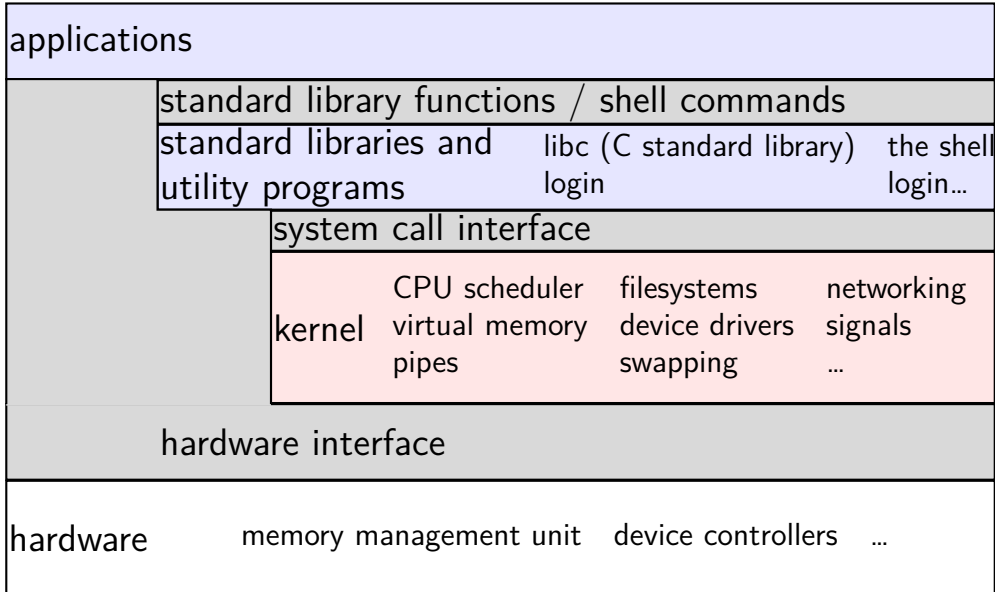 applications
standard library functions / shell commands
standard libraries and utility programs
libc (C standard library) the shell
login login…
system call interface
kernel
CPU scheduler filesystems networking
virtual memory device drivers signals
pipes swapping …
hardware interface
hardware memory management unit device controllers …